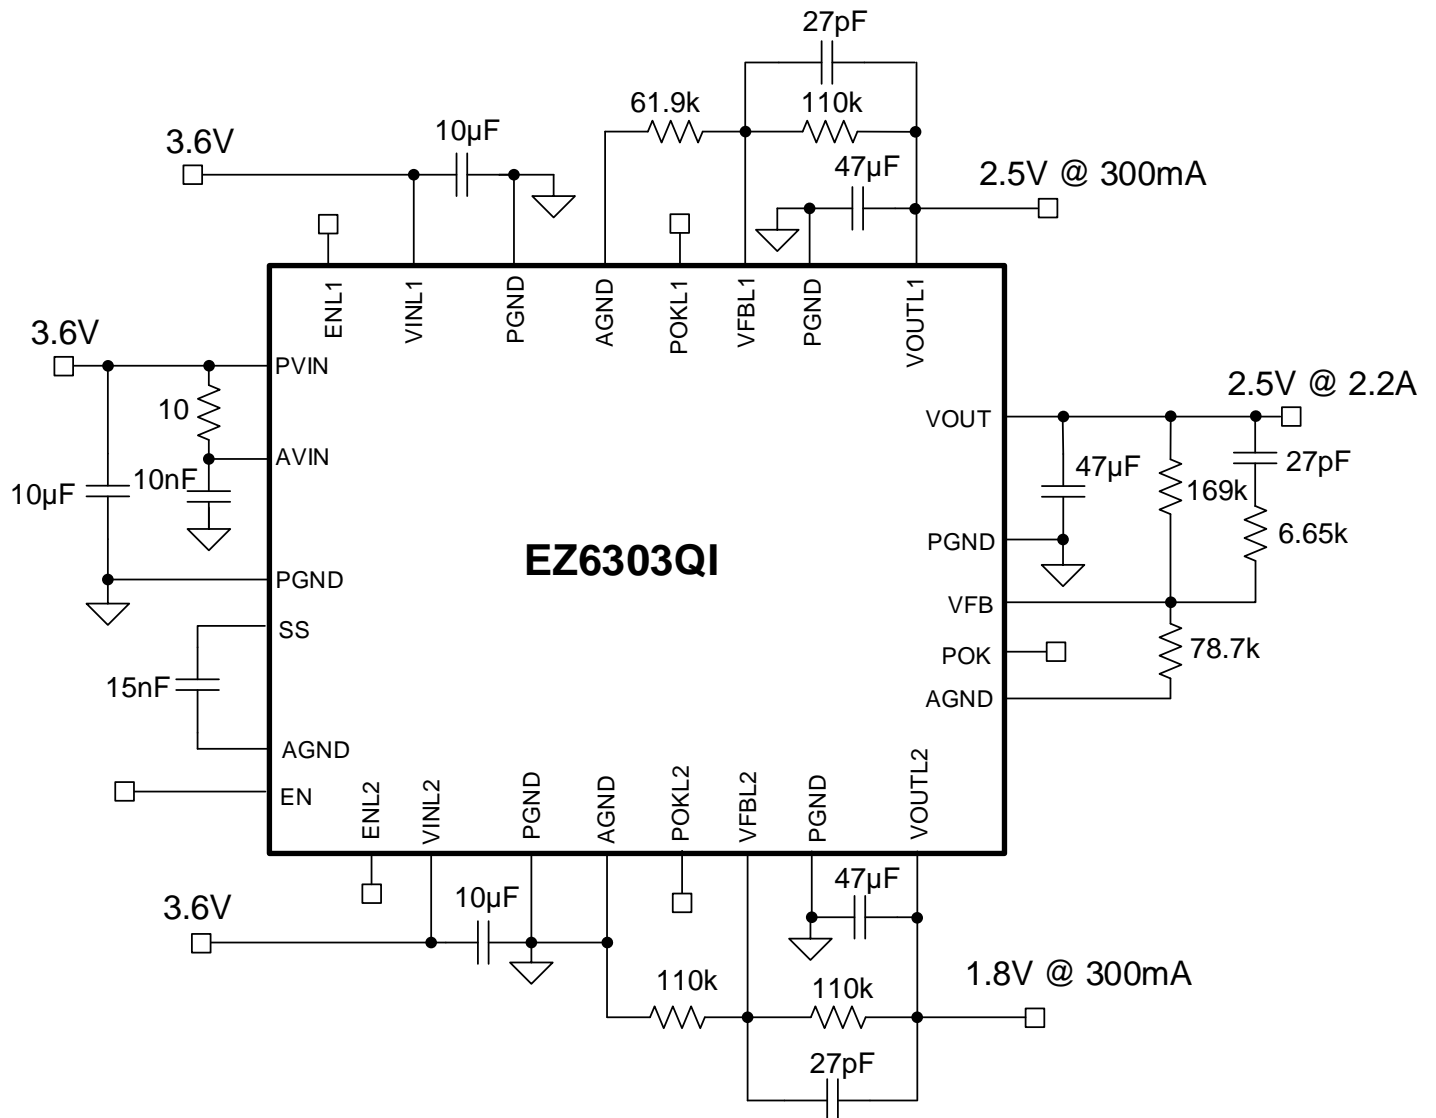 27pF
61.9k
110k
10µF
3.6V
47µF
2.5V @ 300mA
ENL1
VINL1
PGND
AGND
POKL1
VFBL1
PGND
VOUTL1
3.6V
PVIN
2.5V @ 2.2A
10
VOUT
AVIN
47µF
27pF
10µF
10nF
169k
6.65k
PGND
EZ6303QI
PGND
VFB
SS
POK
78.7k
15nF
AGND
AGND
EN
ENL2
VINL2
PGND
AGND
POKL2
VFBL2
PGND
VOUTL2
3.6V
10µF
47µF
110k
110k
1.8V @ 300mA
27pF